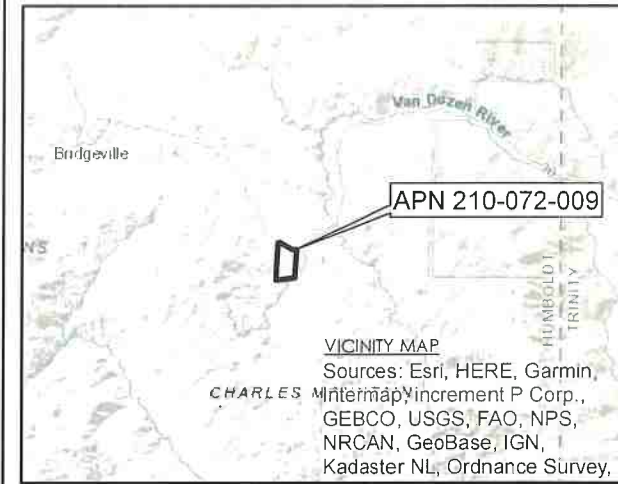 Van Duzen River
Bridgeville
APN 210-072-009
HUMBOLDT
TRINITY
VICINITY MAP
Sources: Esri, HERE, Garmin,
CHARLES
Intermap, increment P Corp.,
GEBCO, USGS, FAO, NPS,
NRCAN, GeoBase, IGN,
Kadaster NL, Ordnance Survey,